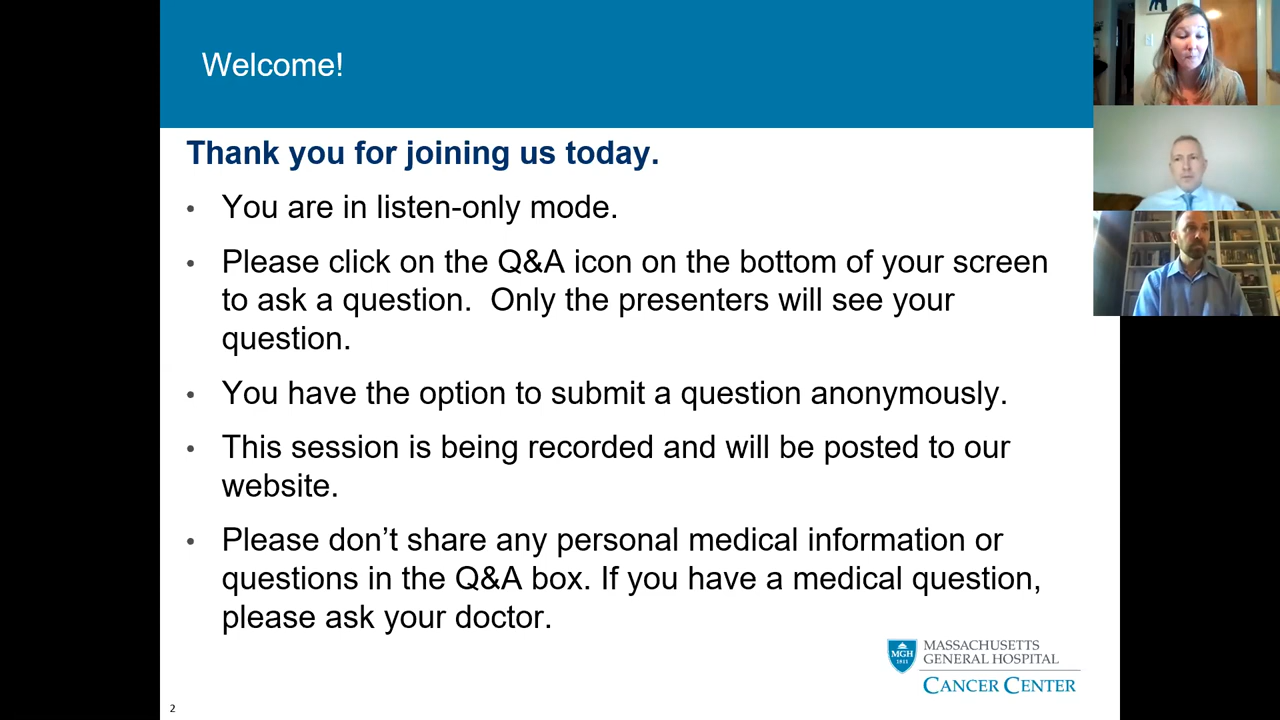 Welcome!
Thank you for joining us today.
• You are in listen-only mode.
• Please click on the Q&A icon on the bottom of your screen
to ask a question.  Only the presenters will see your
question.
• You have the option to submit a question anonymously.
• This session is being recorded and will be posted to our
website.
• Please don’t share any personal medical information or
questions in the Q&A box. If you have a medical question,
please ask your doctor.
MGH
1811
MASSACHUSETTS
GENERAL HOSPITAL
CANCER CENTER
2